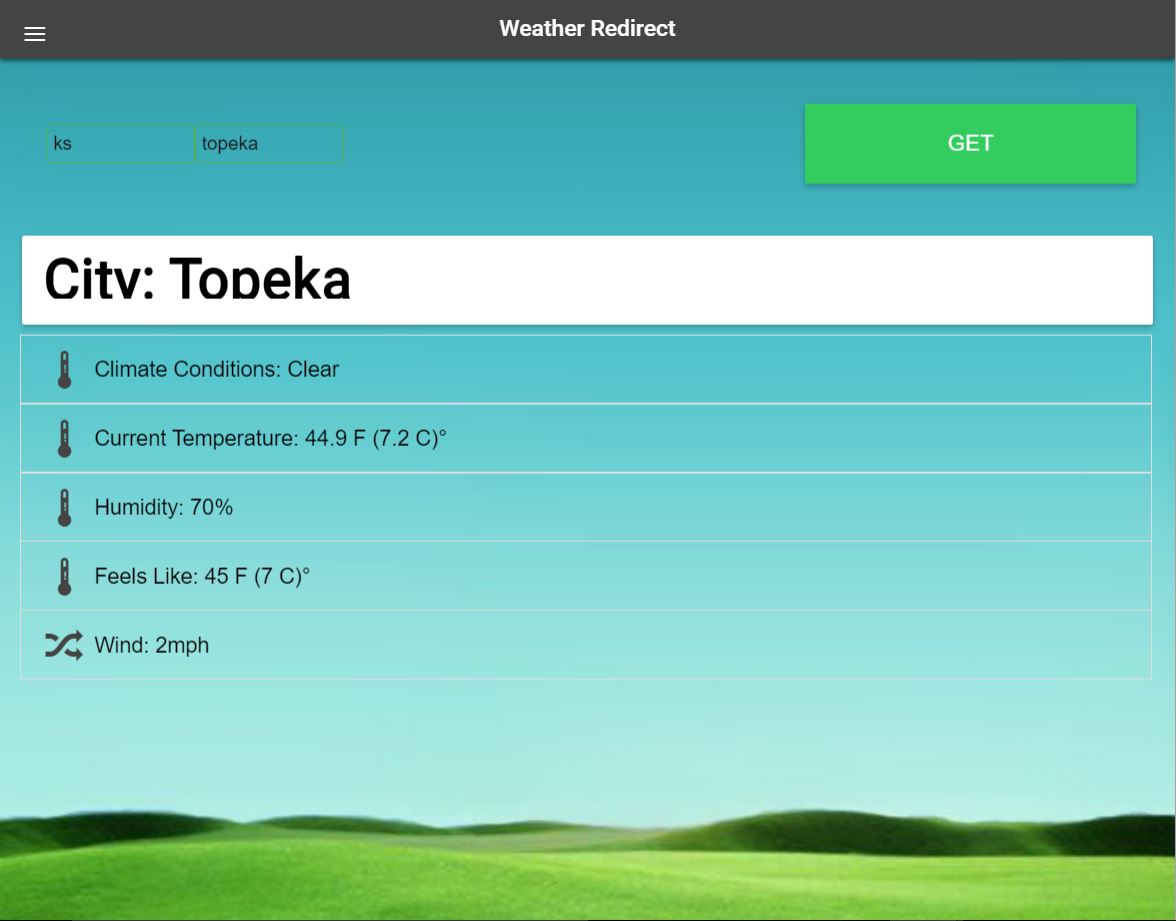 Weather Redirect
ks topeka GET
City: Topeka
Climate Conditions: Clear
Current Temperature: 44.9 F (7.2 C)°
Humidity: 70%
Feels Like: 45 F (7 C)°
Wind: 2mph